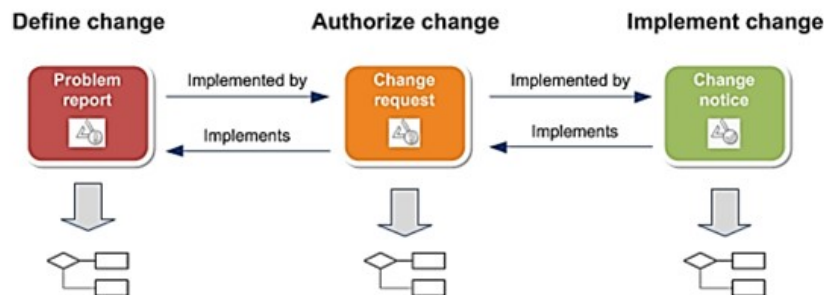 Define change
Authorize change
Implement change
Problem
report
Implemented by
Change
request
Implemented by
Change
notice
Implements
Implements